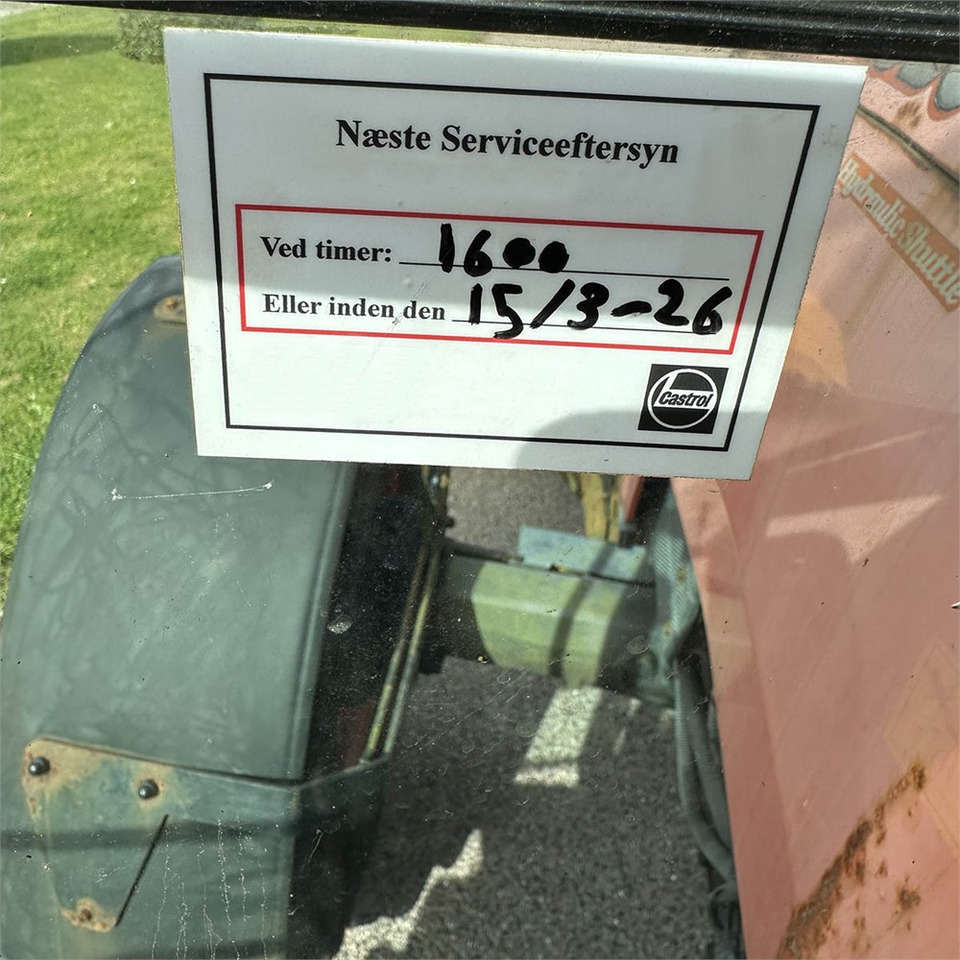 Næste Serviceeftersyn
Ved timer: 1600
Eller inden den 15/3-26
Castrol
Hydraulic Shuttle